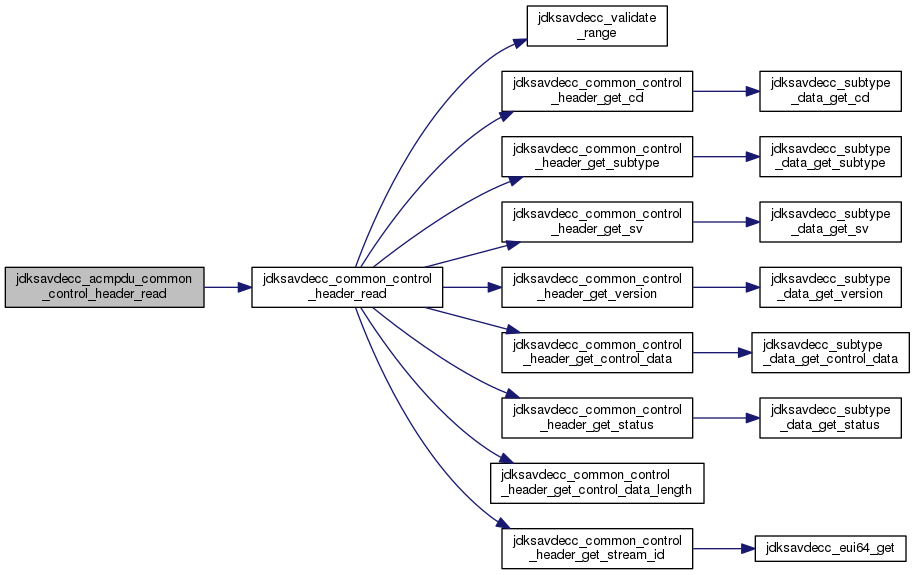 jdksavdecc_acmpdu_common
_control_header_read
jdksavdecc_common_control
_header_read
jdksavdecc_validate
_range
jdksavdecc_common_control
_header_get_cd
jdksavdecc_subtype
_data_get_cd
jdksavdecc_common_control
_header_get_subtype
jdksavdecc_subtype
_data_get_subtype
jdksavdecc_common_control
_header_get_sv
jdksavdecc_subtype
_data_get_sv
jdksavdecc_common_control
_header_get_version
jdksavdecc_subtype
_data_get_version
jdksavdecc_common_control
_header_get_control_data
jdksavdecc_subtype
_data_get_control_data
jdksavdecc_common_control
_header_get_status
jdksavdecc_subtype
_data_get_status
jdksavdecc_common_control
_header_get_control_data_length
jdksavdecc_common_control
_header_get_stream_id
jdksavdecc_eui64_get